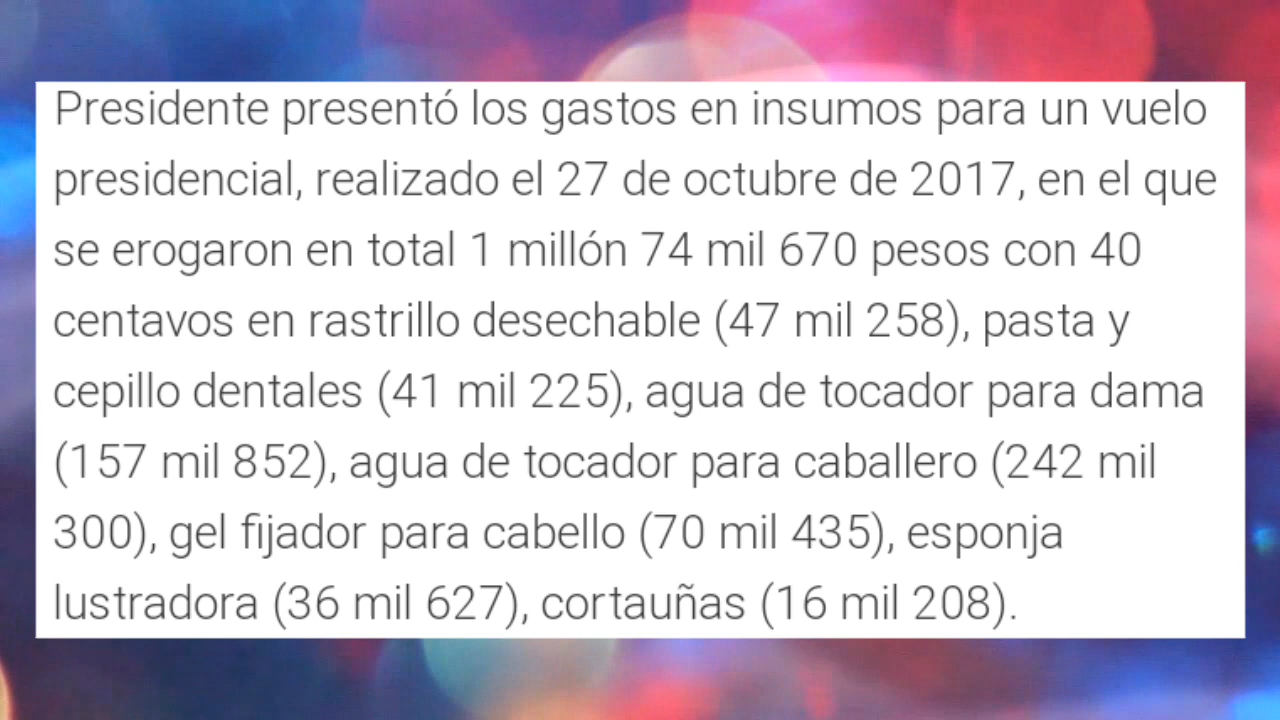 Presidente presentó los gastos en insumos para un vuelo
presidencial, realizado el 27 de octubre de 2017, en el que
se erogaron en total 1 millón 74 mil 670 pesos con 40
centavos en rastrillo desechable (47 mil 258), pasta y
cepillo dentales (41 mil 225), agua de tocador para dama
(157 mil 852), agua de tocador para caballero (242 mil
300), gel fijador para cabello (70 mil 435), esponja
lustradora (36 mil 627), cortauñas (16 mil 208).